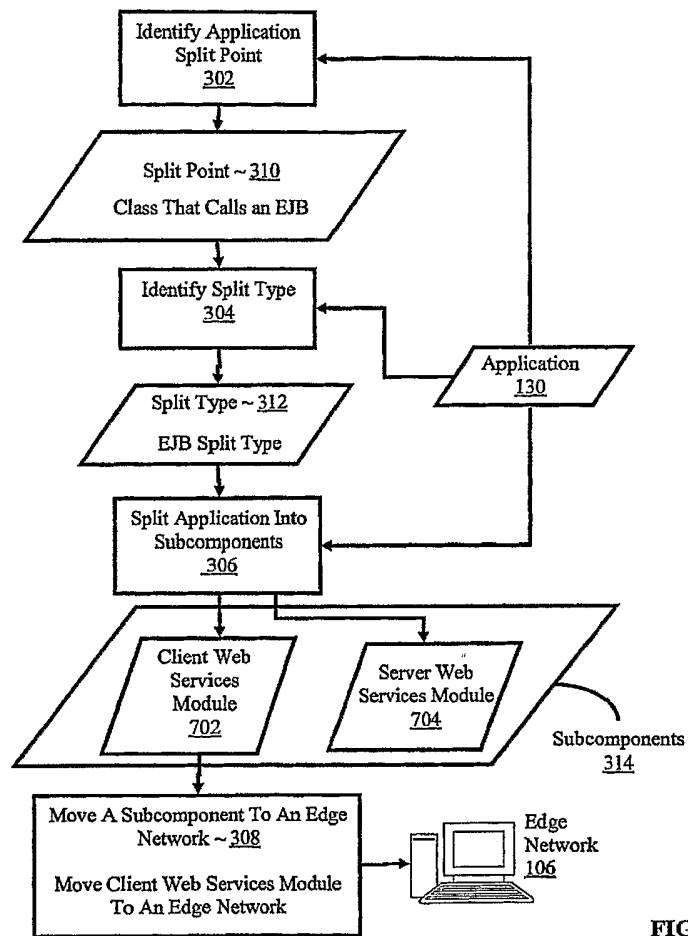 Identify Application
Split Point
302
Split Point ~ 310
Class That Calls an EJB
Identify Split Type
304
Application
130
Split Type ~ 312
EJB Split Type
Split Application Into
Subcomponents
306
Client Web
Services
Module
702
Server Web
Services Module
704
Subcomponents
314
Move A Subcomponent To An Edge
Network ~ 308
Move Client Web Services Module
To An Edge Network
Edge
Network
106
FIG